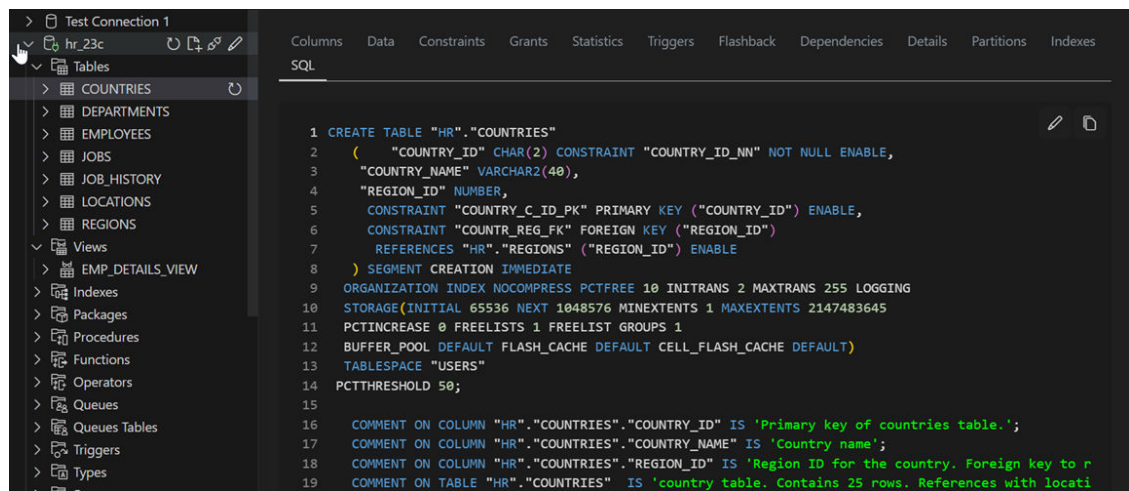 Test Connection 1
hr_23c
Tables
COUNTRIES
DEPARTMENTS
EMPLOYEES
JOBS
JOB_HISTORY
LOCATIONS
REGIONS
Views
EMP_DETAILS_VIEW
Indexes
Packages
Procedures
Functions
Operators
Queues
Queues Tables
Triggers
Types
Columns Data Constraints Grants Statistics Triggers Flashback Dependencies Details Partitions Indexes
SQL
1 CREATE TABLE "HR"."COUNTRIES"
2 ( "COUNTRY_ID" CHAR(2) CONSTRAINT "COUNTRY_ID_NN" NOT NULL ENABLE,
3 "COUNTRY_NAME" VARCHAR2(40),
4 "REGION_ID" NUMBER,
5 CONSTRAINT "COUNTRY_C_ID_PK" PRIMARY KEY ("COUNTRY_ID") ENABLE,
6 CONSTRAINT "COUNTR_REG_FK" FOREIGN KEY ("REGION_ID")
7 REFERENCES "HR"."REGIONS" ("REGION_ID") ENABLE
8 ) SEGMENT CREATION IMMEDIATE
9 ORGANIZATION INDEX NOCOMPRESS PCTFREE 10 INITRANS 2 MAXTRANS 255 LOGGING
10 STORAGE(INITIAL 65536 NEXT 1048576 MINEXTENTS 1 MAXEXTENTS 2147483645
11 PCTINCREASE 0 FREELISTS 1 FREELIST GROUPS 1
12 BUFFER_POOL DEFAULT FLASH_CACHE DEFAULT CELL_FLASH_CACHE DEFAULT)
13 TABLESPACE "USERS"
14 PCTTHRESHOLD 50;
15
16 COMMENT ON COLUMN "HR"."COUNTRIES"."COUNTRY_ID" IS 'Primary key of countries table.';
17 COMMENT ON COLUMN "HR"."COUNTRIES"."COUNTRY_NAME" IS 'Country name';
18 COMMENT ON COLUMN "HR"."COUNTRIES"."REGION_ID" IS 'Region ID for the country. Foreign key to r
19 COMMENT ON TABLE "HR"."COUNTRIES" IS 'country table. Contains 25 rows. References with locati